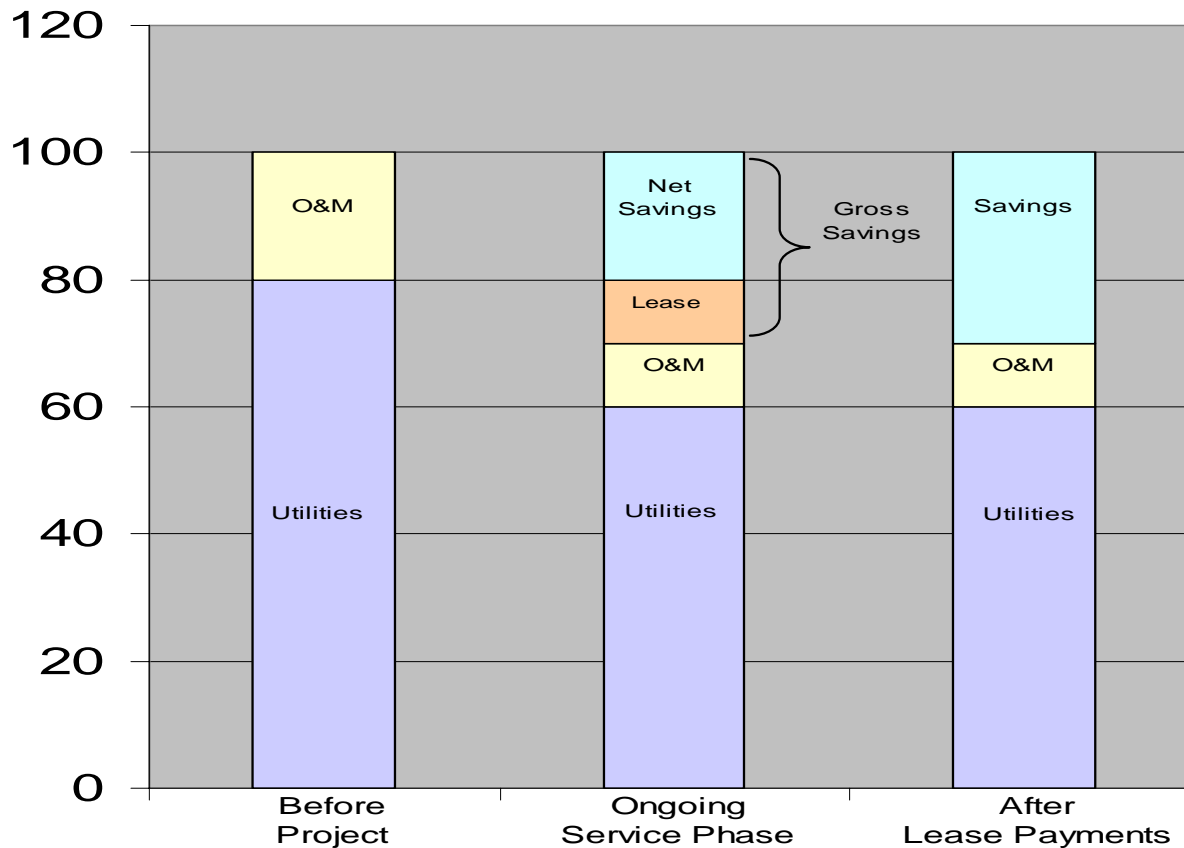 120
100
80
60
40
20
0
O&M
Utilities
Net
Savings
Lease
O&M
Utilities
Gross
Savings
Savings
O&M
Utilities
Before
Project
Ongoing
Service Phase
After
Lease Payments